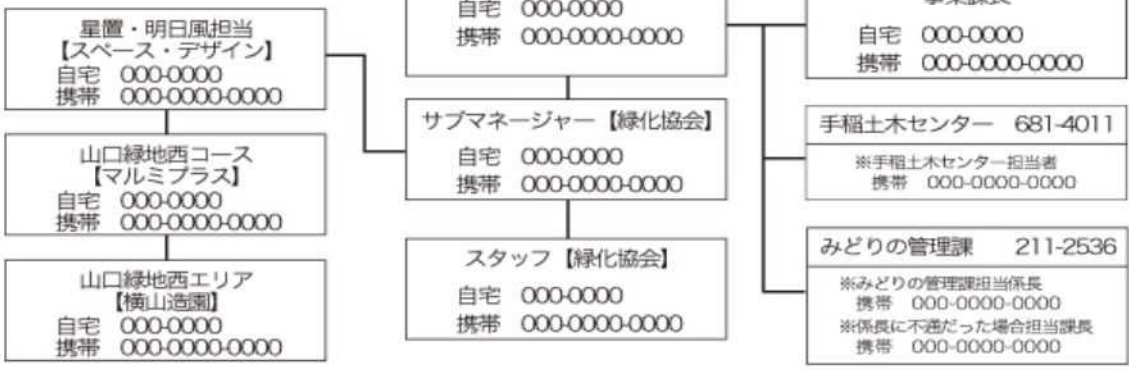 星置・明日風担当
【スペース・デザイン】
自宅 000-0000
携帯 000-0000-0000
山口緑地西コース
【マルミプラス】
自宅 000-0000
携帯 000-0000-0000
山口緑地西エリア
【横山造園】
自宅 000-0000
携帯 000-0000-0000
自宅 000-0000
携帯 000-0000-0000
サブマネージャー【緑化協会】
自宅 000-0000
携帯 000-0000-0000
スタッフ【緑化協会】
自宅 000-0000
携帯 000-0000-0000
事業課長
自宅 000-0000
携帯 000-0000-0000
手稲土木センター 681-4011
※手稲土木センター担当者
携帯 000-0000-0000
みどりの管理課 211-2536
※みどりの管理課担当係長
携帯 000-0000-0000
※係長に不通だった場合担当課長
携帯 000-0000-0000